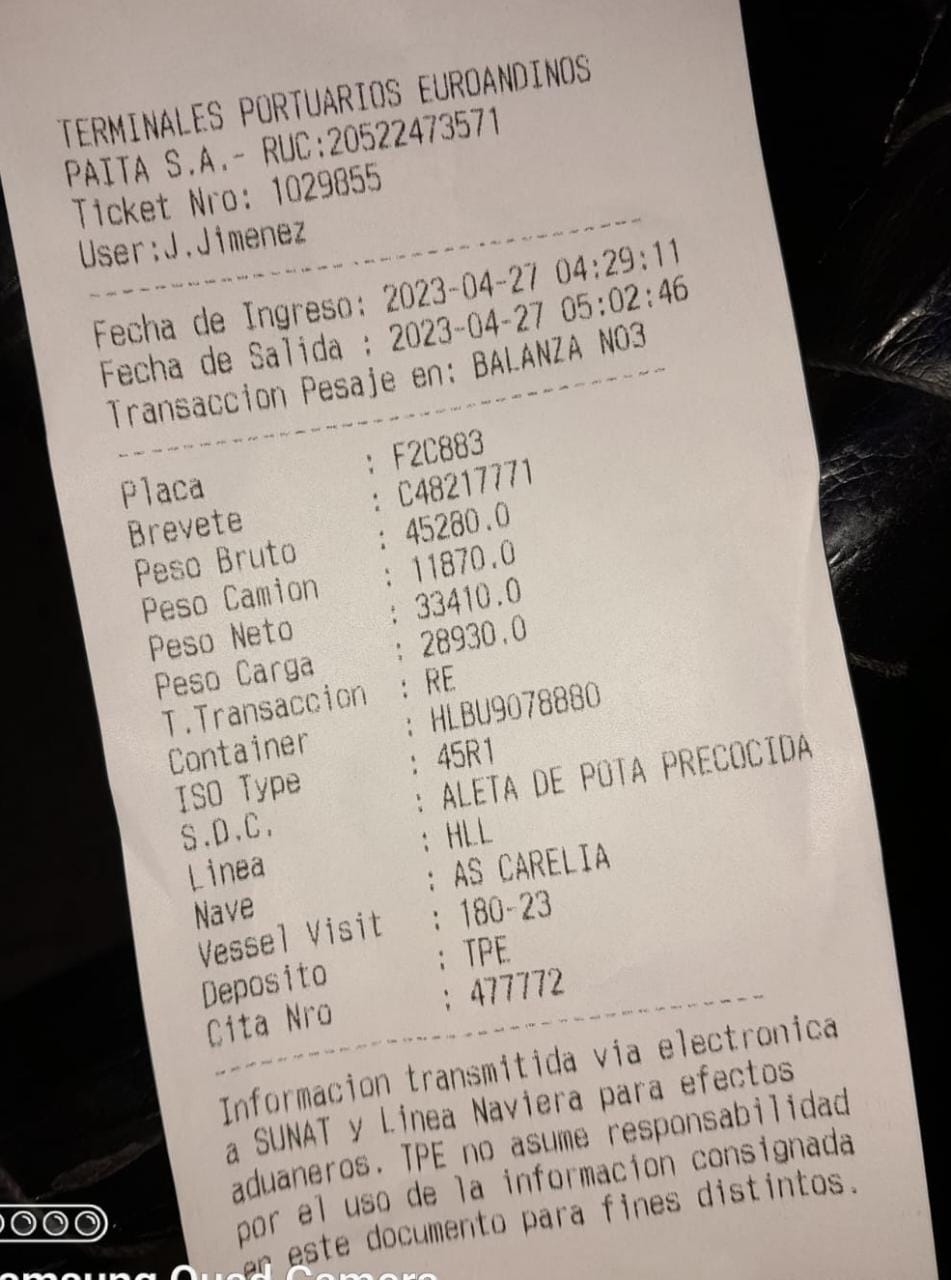 TERMINALES PORTUARIOS EUROANDINOS
PAITA S.A.- RUC:20522473571
Ticket Nro: 1029855
User:J.Jimenez
Fecha de Ingreso: 2023-04-27 04:29:11
Fecha de Salida : 2023-04-27 05:02:46
Transaccion Pesaje en: BALANZA NO3
Placa : F2C883
Brevete : C48217771
Peso Bruto : 45280.0
Peso Camion : 11870.0
Peso Neto : 33410.0
Peso Carga : 28930.0
T.Transaccion : RE
Container : HLBU9078880
ISO Type : 45R1
S.D.C. : ALETA DE POTA PRECOCIDA
Linea : HLL
Nave : AS CARELIA
Vessel Visit : 180-23
Deposito : TPE
Cita Nro : 477772
Informacion transmitida via electronica
a SUNAT y Linea Naviera para efectos
aduaneros. TPE no asume responsabilidad
por el uso de la informacion consignada
en este documento para fines distintos.
Samsung Quad Camera